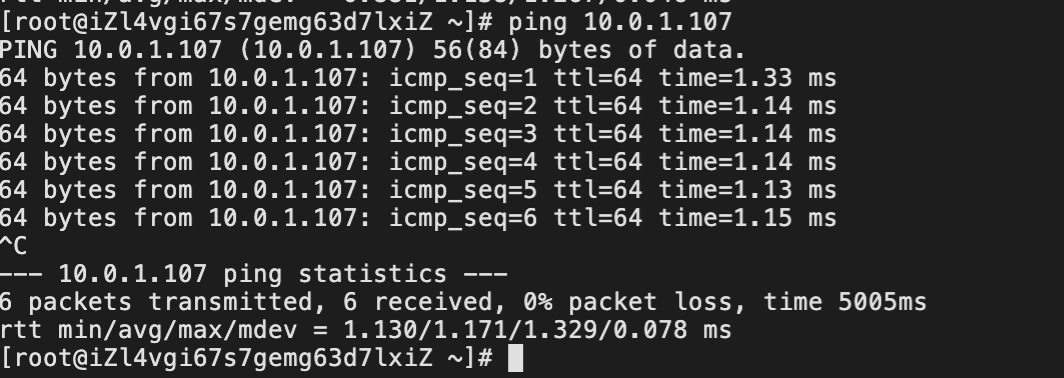 rtt min/avg/max/mdev = 
[root@iZl4vgi67s7gemg63d7lxiZ ~]# ping 10.0.1.107
PING 10.0.1.107 (10.0.1.107) 56(84) bytes of data.
64 bytes from 10.0.1.107: icmp_seq=1 ttl=64 time=1.33 ms
64 bytes from 10.0.1.107: icmp_seq=2 ttl=64 time=1.14 ms
64 bytes from 10.0.1.107: icmp_seq=3 ttl=64 time=1.14 ms
64 bytes from 10.0.1.107: icmp_seq=4 ttl=64 time=1.14 ms
64 bytes from 10.0.1.107: icmp_seq=5 ttl=64 time=1.13 ms
64 bytes from 10.0.1.107: icmp_seq=6 ttl=64 time=1.15 ms
^C
--- 10.0.1.107 ping statistics ---
6 packets transmitted, 6 received, 0% packet loss, time 5005ms
rtt min/avg/max/mdev = 1.130/1.171/1.329/0.078 ms
[root@iZl4vgi67s7gemg63d7lxiZ ~]#